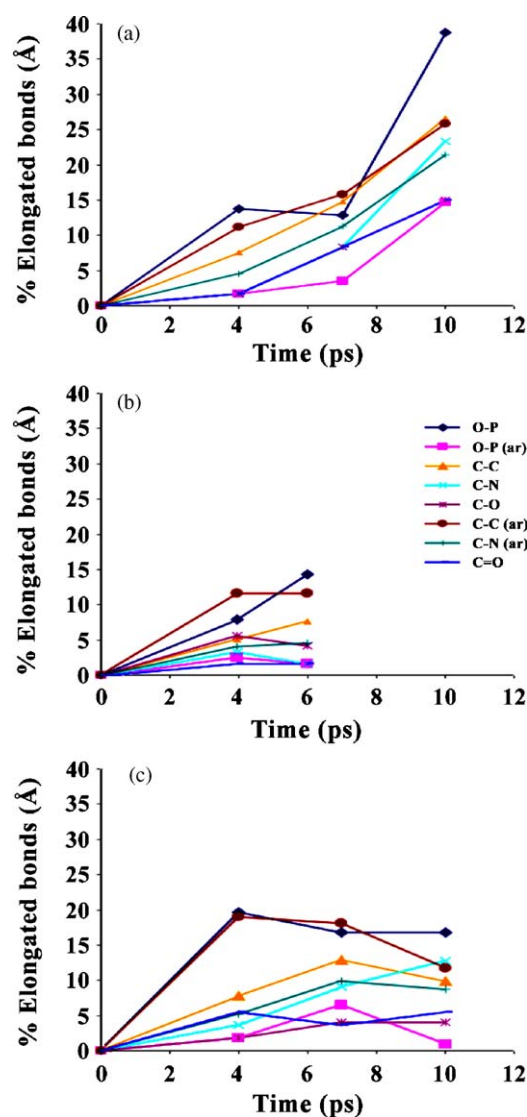 (a)
% Elongated bonds (Å)
40
35
30
25
20
15
10
5
0
0 2 4 6 8 10 12
Time (ps)
(b)
% Elongated bonds (Å)
40
35
30
25
20
15
10
5
0
O-P
O-P (ar)
C-C
C-N
C-O
C-C (ar)
C-N (ar)
C=O
0 2 4 6 8 10 12
Time (ps)
(c)
% Elongated bonds (Å)
40
35
30
25
20
15
10
5
0
0 2 4 6 8 10 12
Time (ps)